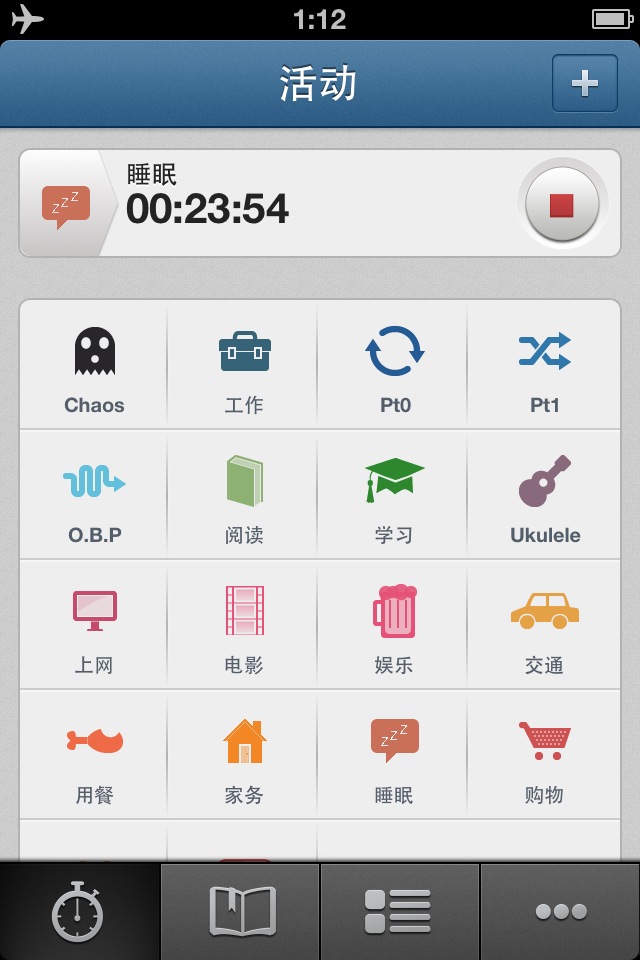 1:12
活动
睡眠
00:23:54
Chaos
工作
Pt0
Pt1
O.B.P
阅读
学习
Ukulele
上网
电影
娱乐
交通
用餐
家务
睡眠
购物